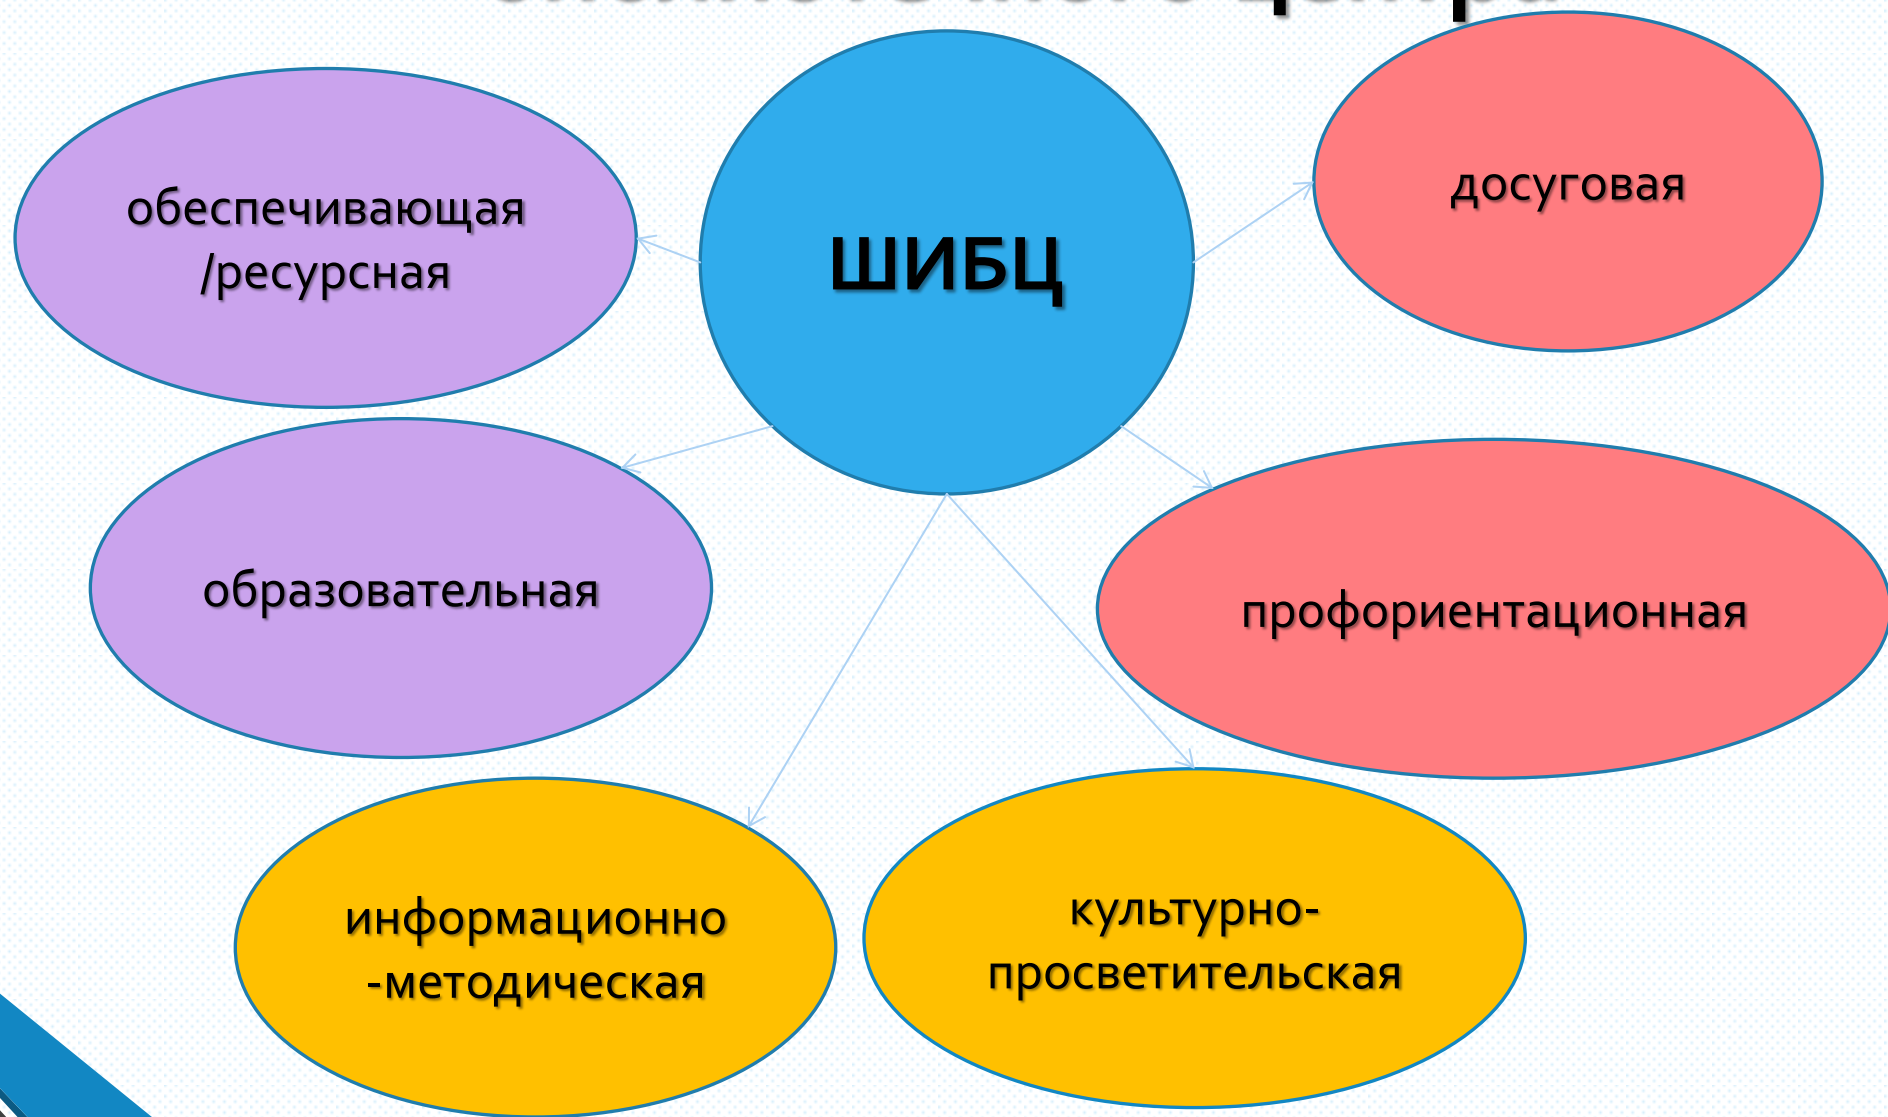 ШИБЦ
обеспечивающая
/ресурсная
досуговая
образовательная
профориентационная
информационно
-методическая
культурно-
просветительская